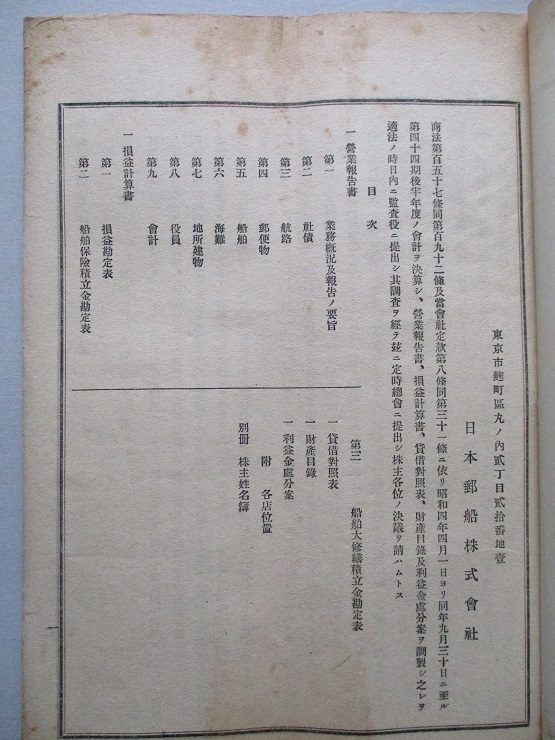 東京市麴町區丸ノ內貳丁目貳拾番地壹
日本郵船株式會社
商法第百五十七條同第百九十二條及當會社定款第八條同第三十一條ニ依リ昭和四年四月一日ヨリ同年九月三十日ニ至ル
第四十四期後半年度ノ會計ヲ決算シ、營業報吿書、損益計算書、貸借對照表、財產目錄及利益金處分案ヲ調製シ之レヲ
適法ノ時日內ニ監査役ニ提出シ其調査ヲ經テ玆ニ定時總會ニ提出シ株主各位ノ決議ヲ請ハムトス
目次
一 營業報吿書
第一 業務槪況及報吿ノ要旨
第二 社債
第三 航路
第四 郵便物
第五 船舶
第六 海難
第七 地所建物
第八 役員
第九 會計
一 損益計算書
第一 損益勘定表
第二 船舶保險積立金勘定表
第三 船舶大修繕積立金勘定表
一 貸借對照表
一 財產目錄
一 利益金處分案
附 各店位置
別冊 株主姓名簿